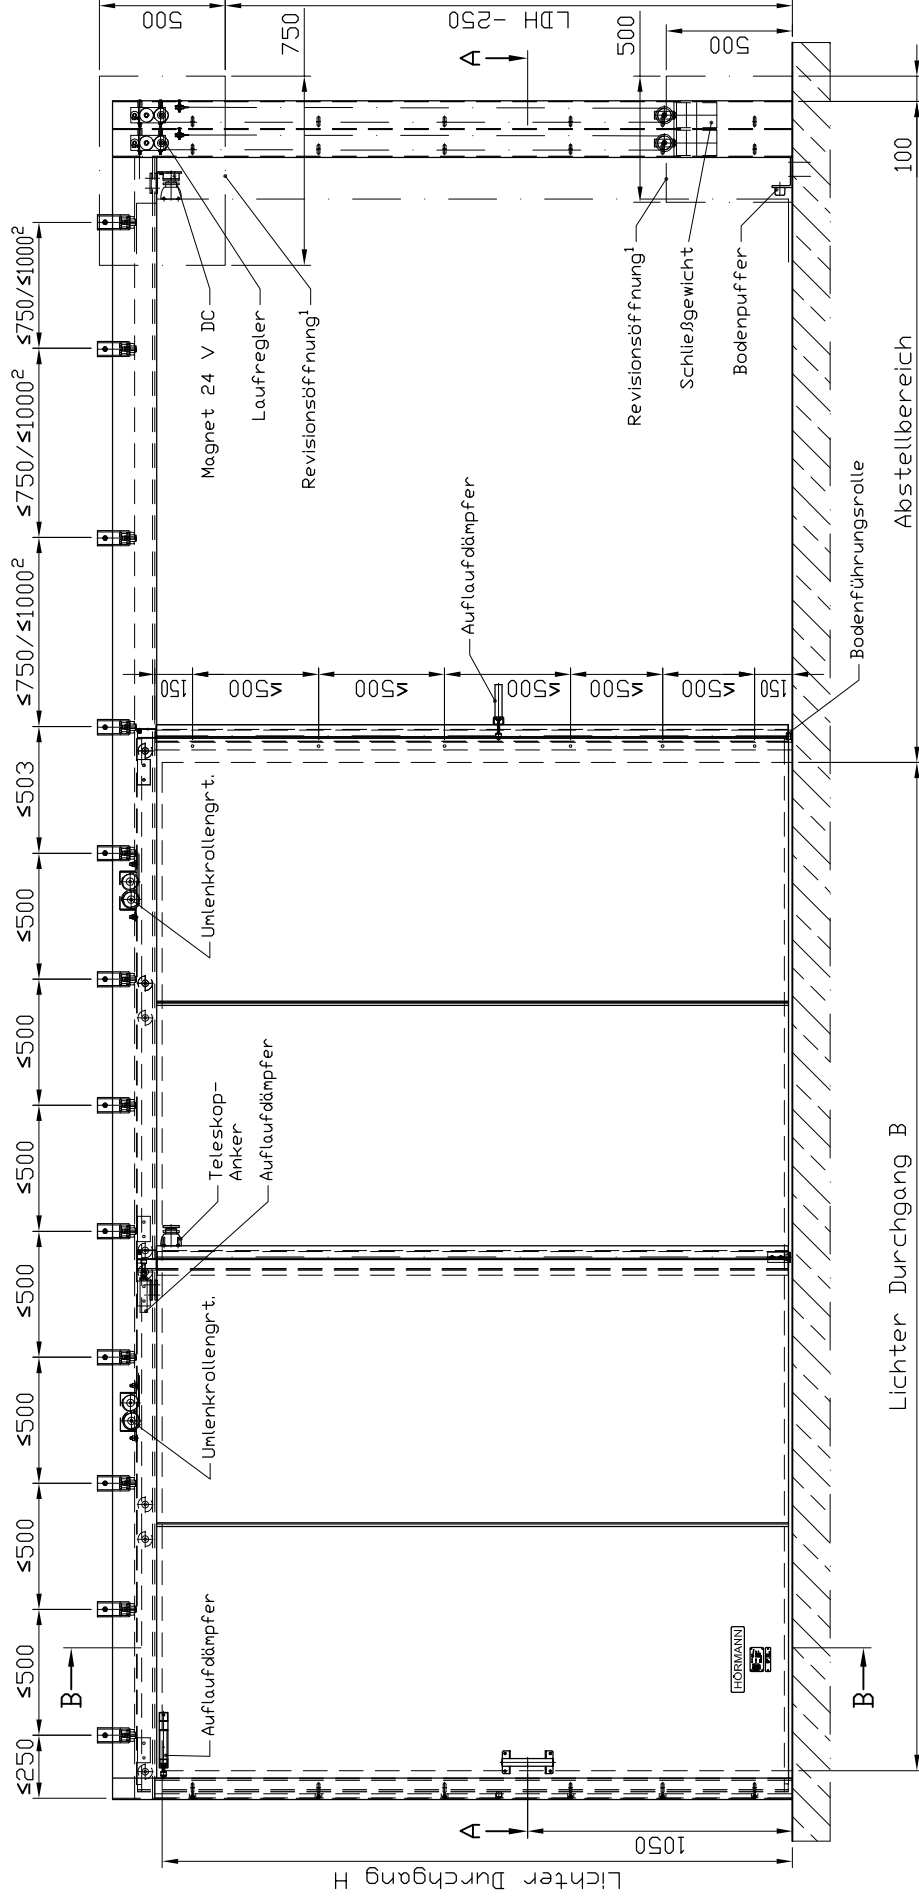 ≤250
≤500
≤500
≤500
≤500
≤500
≤500
≤500
≤503
≤750/≤1000²
≤750/≤1000²
≤750/≤1000²
500
LDH -250
750
500
500
A
A
B
B
Auflaufdämpfer
Umlenkrollengrt.
Teleskop-
Anker
Auflaufdämpfer
Umlenkrollengrt.
Magnet 24 V DC
Laufregler
Revisionsöffnung¹
Auflaufdämpfer
Revisionsöffnung¹
Schließgewicht
Bodenpuffer
Bodenführungsrolle
150
≤500
≤500
≤500
≤500
≤500
150
HÖRMANN
1050
Lichter Durchgang H
Lichter Durchgang B
Abstellbereich
100